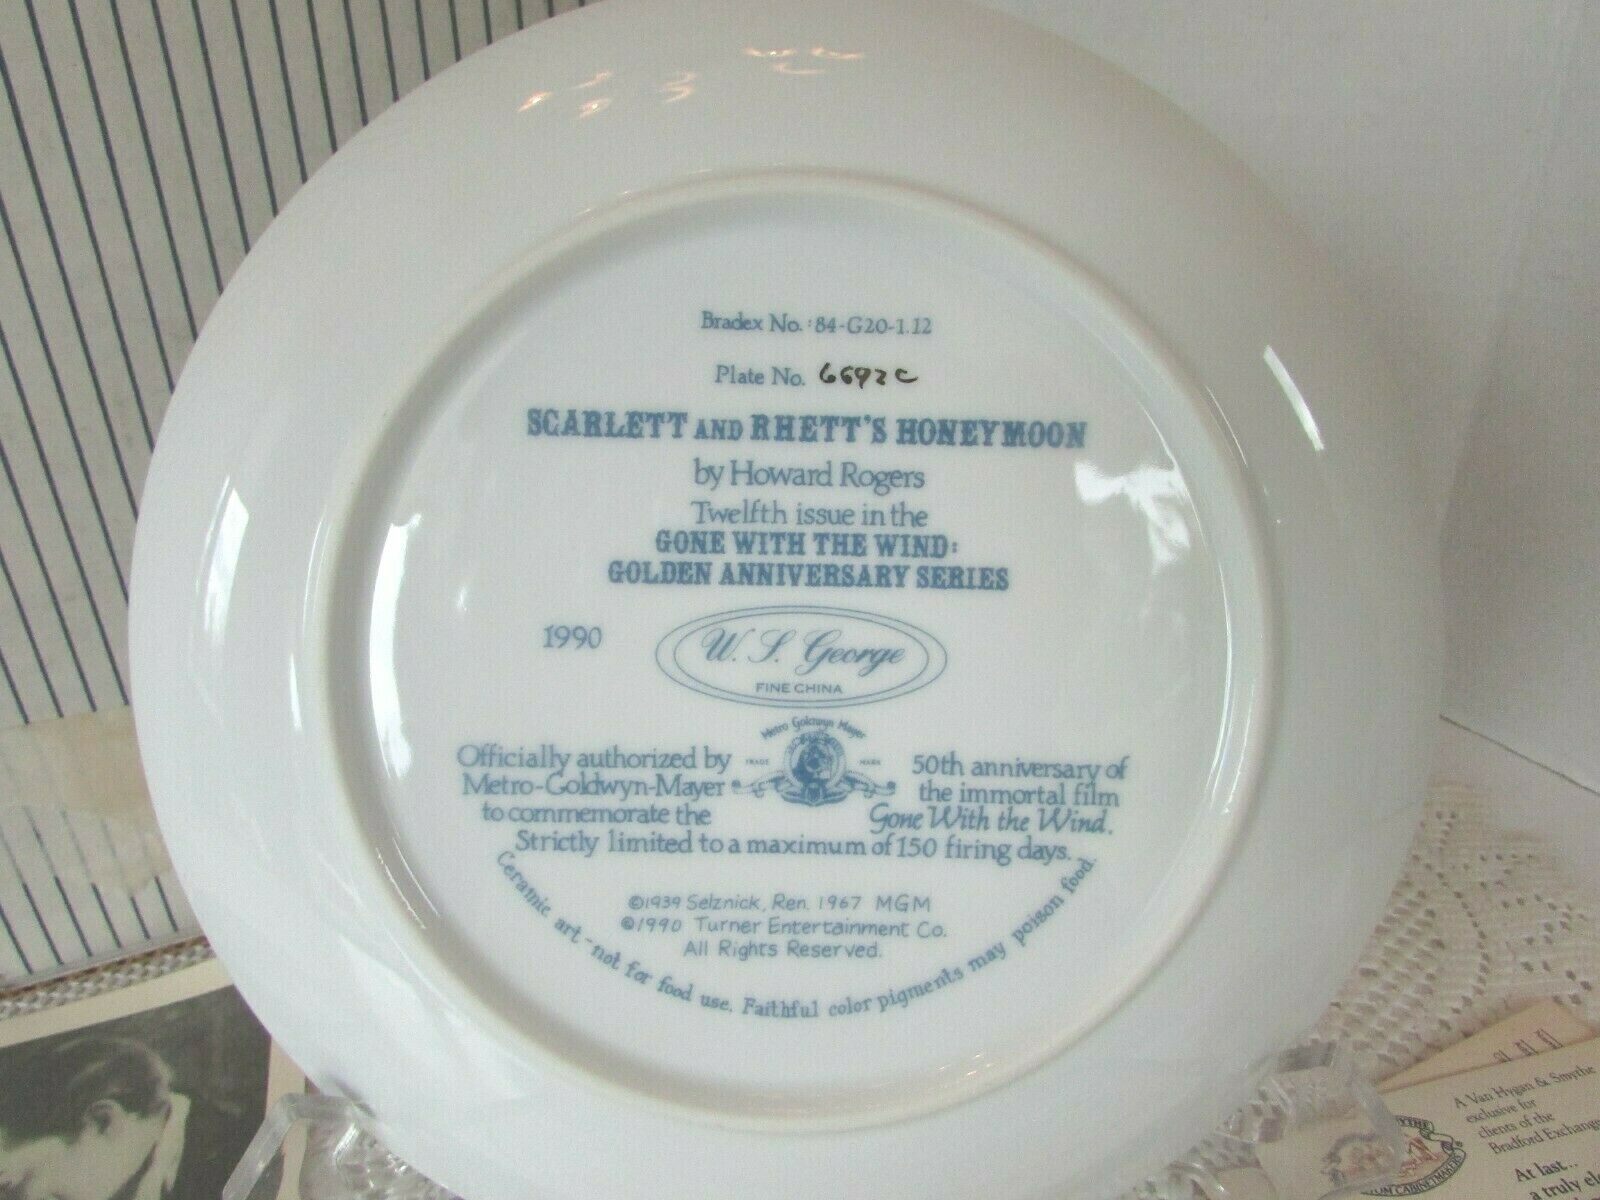 Bradex No.: 84-G20-1.12
Plate No. 6692C
SCARLETT AND RHETT'S HONEYMOON
by Howard Rogers
Twelfth issue in the
GONE WITH THE WIND:
GOLDEN ANNIVERSARY SERIES
1990
W. S. George
FINE CHINA
Metro Goldwyn Mayer
TRADE MARK
Officially authorized by
Metro-Goldwyn-Mayer
to commemorate the
50th anniversary of
the immortal film
Gone With the Wind.
Strictly limited to a maximum of 150 firing days.
©1939 Selznick, Ren. 1967 MGM
©1990 Turner Entertainment Co.
All Rights Reserved.
Ceramic art - not for food use. Faithful color pigments may poison food.
A Van Hygan & Smythe
exclusive for
clients of the
Bradford Exchange
At last...
a truly